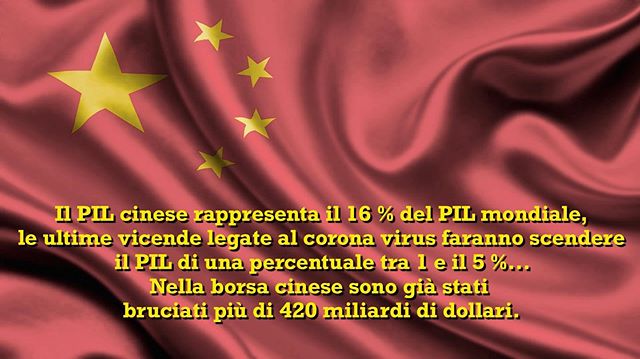 Il PIL cinese rappresenta il 16 % del PIL mondiale,
le ultime vicende legate al corona virus faranno scendere
il PIL di una percentuale tra 1 e il 5 %...
Nella borsa cinese sono già stati
bruciati più di 420 miliardi di dollari.